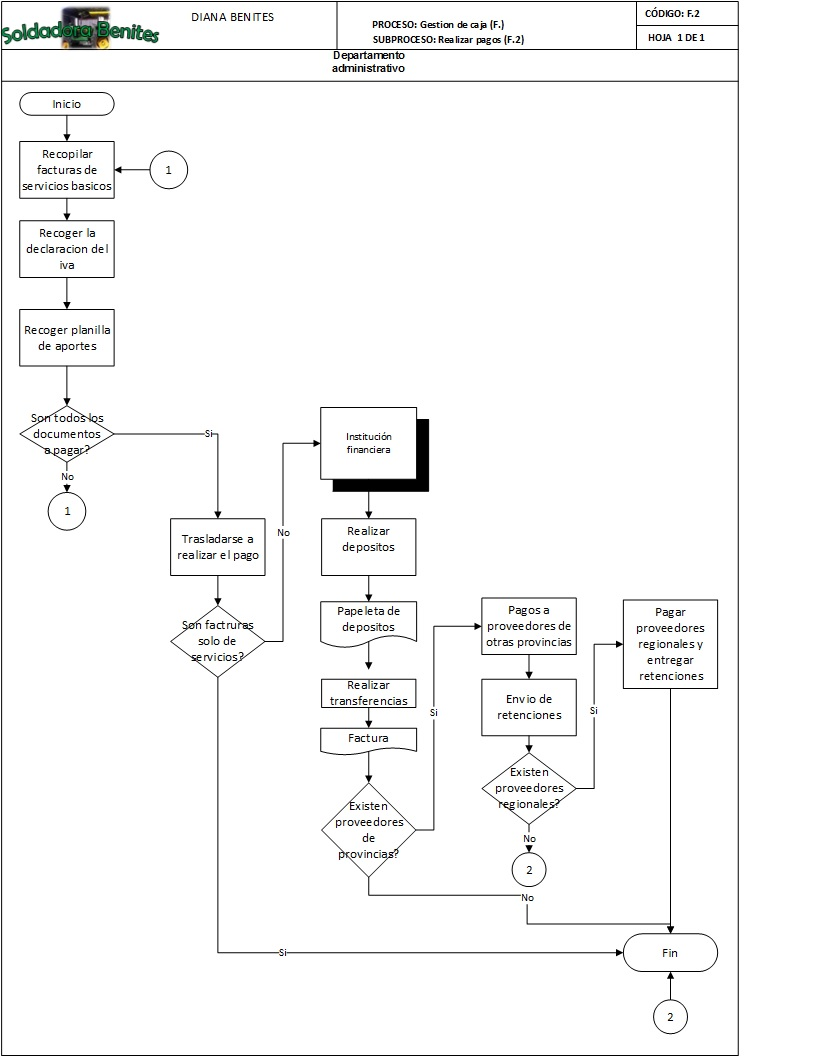 Soldadora Benites
DIANA BENITES
PROCESO: Gestion de caja (F.)
SUBPROCESO: Realizar pagos (F.2)
CÓDIGO: F.2
HOJA 1 DE 1
Departamento
administrativo
Inicio
Recopilar
facturas de
servicios basicos
1
Recoger la
declaracion del
iva
Recoger planilla
de aportes
Son todos los
documentos
a pagar?
Si
No
1
Trasladarse a
realizar el pago
Son factruras
solo de
servicios?
No
Institución
financiera
Realizar
depositos
Papeleta de
depositos
Realizar
transferencias
Factura
Existen
proveedores
de
provincias?
Si
Pagos a
proveedores de
otras provincias
Envio de
retenciones
Existen
proveedores
regionales?
Si
Pagar
proveedores
regionales y
entregar
retenciones
No
2
No
Si
Fin
2